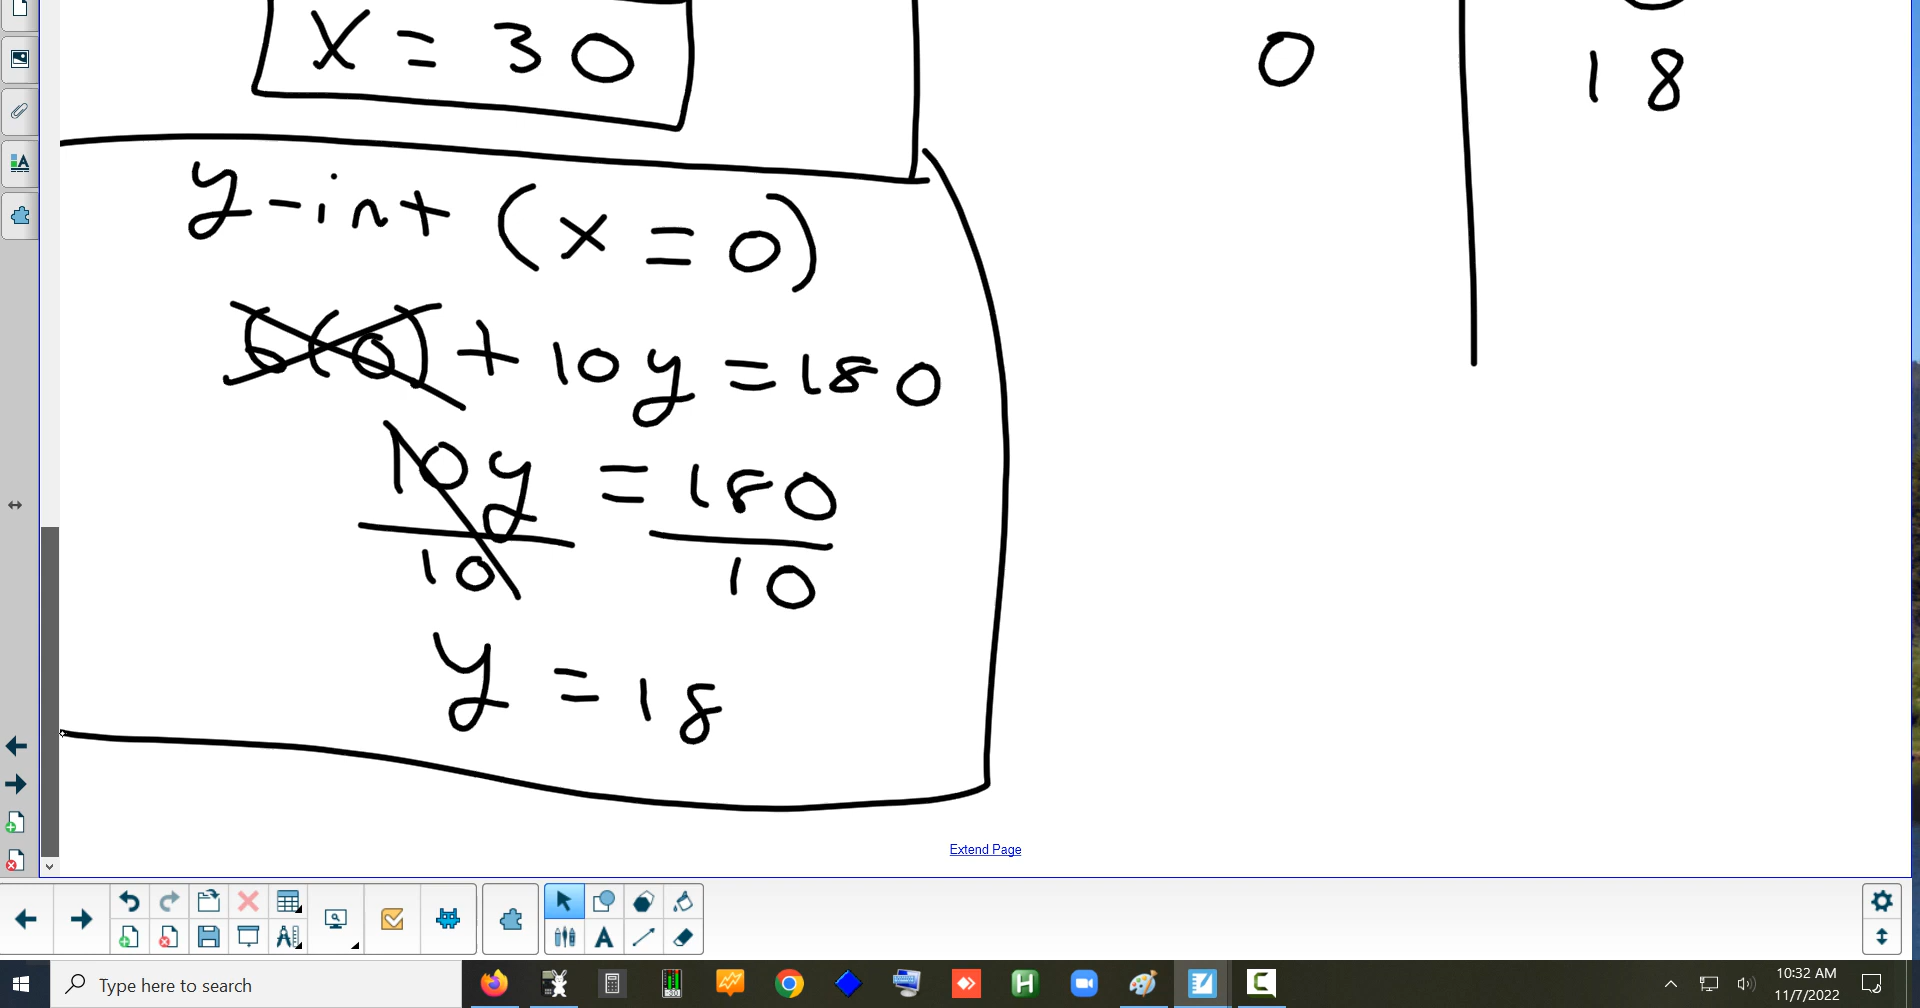 x = 30
0 18
y-int (x = 0)
6(0) + 10y = 180
10y = 180
10 10
y = 18
Extend Page
A
Type here to search
10:32 AM
11/7/2022